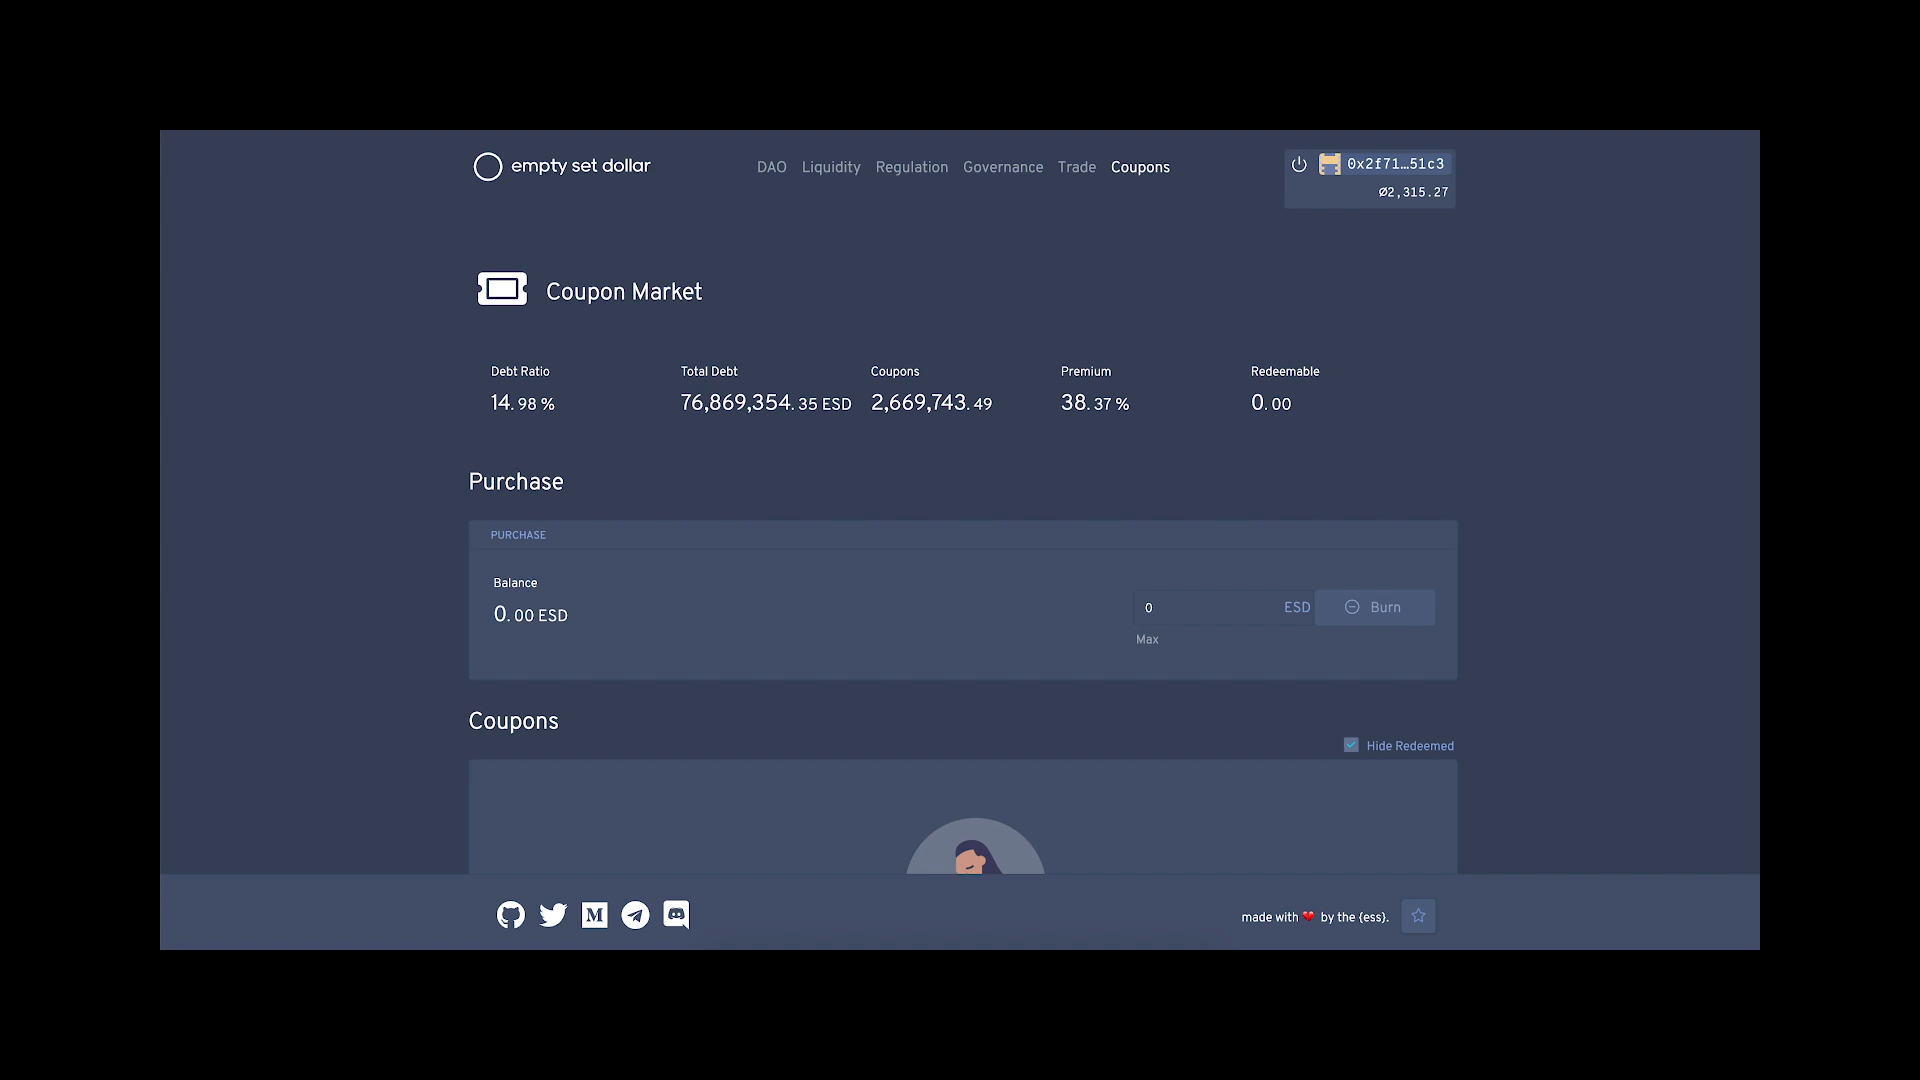 empty set dollar
DAO Liquidity Regulation Governance Trade Coupons
0x2f71…51c3
Ø2,315.27
Coupon Market
Debt Ratio Total Debt Coupons Premium Redeemable
14.98 % 76,869,354.35 ESD 2,669,743.49 38.37 % 0.00
Purchase
PURCHASE
Balance
0.00 ESD
0 ESD Burn
Max
Coupons
Hide Redeemed
M
made with ❤️ by the {ess}.